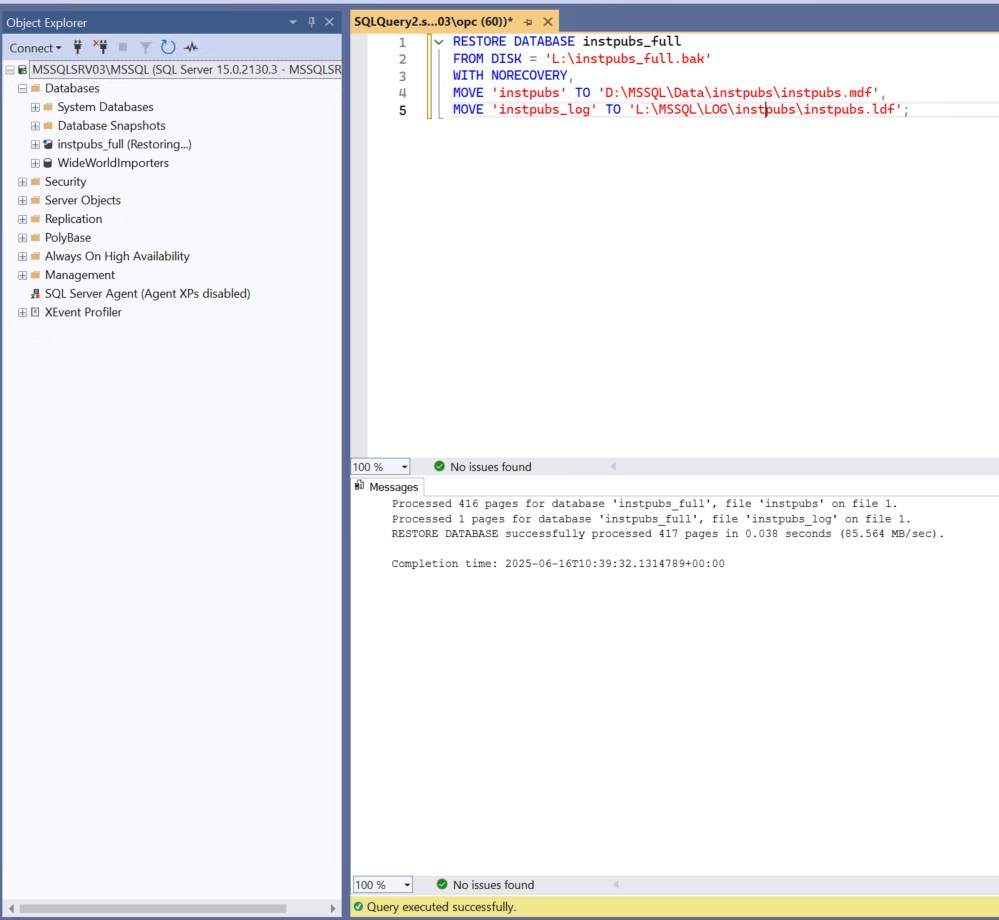 Object Explorer
Connect
MSSQLSRV03\MSSQL (SQL Server 15.0.2130.3 - MSSQLSR
Databases
System Databases
Database Snapshots
instpubs_full (Restoring...)
WideWorldImporters
Security
Server Objects
Replication
PolyBase
Always On High Availability
Management
SQL Server Agent (Agent XPs disabled)
XEvent Profiler
SQLQuery2.s...03\opc (60))*
1 RESTORE DATABASE instpubs_full
2 FROM DISK = 'L:\instpubs_full.bak'
3 WITH NORECOVERY,
4 MOVE 'instpubs' TO 'D:\MSSQL\Data\instpubs\instpubs.mdf',
5 MOVE 'instpubs_log' TO 'L:\MSSQL\LOG\instpubs\instpubs.ldf';
100 % No issues found
Messages
Processed 416 pages for database 'instpubs_full', file 'instpubs' on file 1.
Processed 1 pages for database 'instpubs_full', file 'instpubs_log' on file 1.
RESTORE DATABASE successfully processed 417 pages in 0.038 seconds (85.564 MB/sec).
Completion time: 2025-06-16T10:39:32.1314789+00:00
100 % No issues found
Query executed successfully.